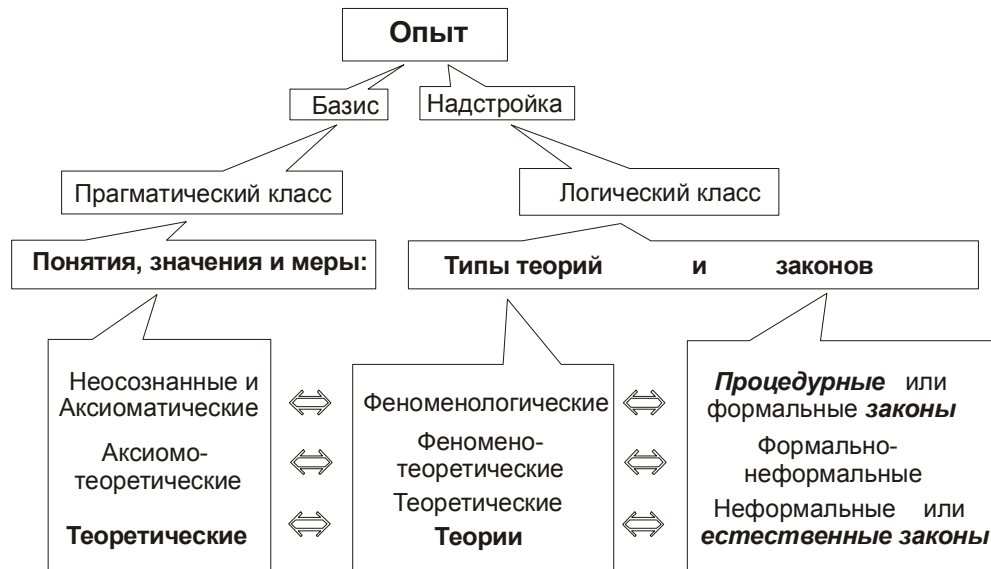 Опыт
Базис
Надстройка
Прагматический класс
Логический класс
Понятия, значения и меры:
Типы теорий и законов
Неосознанные и
Аксиоматические
Аксиомо-
теоретические
Теоретические
Феноменологические
Феномено-
теоретические
Теоретические
Теории
Процедурные или
формальные законы
Формально-
неформальные
Неформальные или
естественные законы